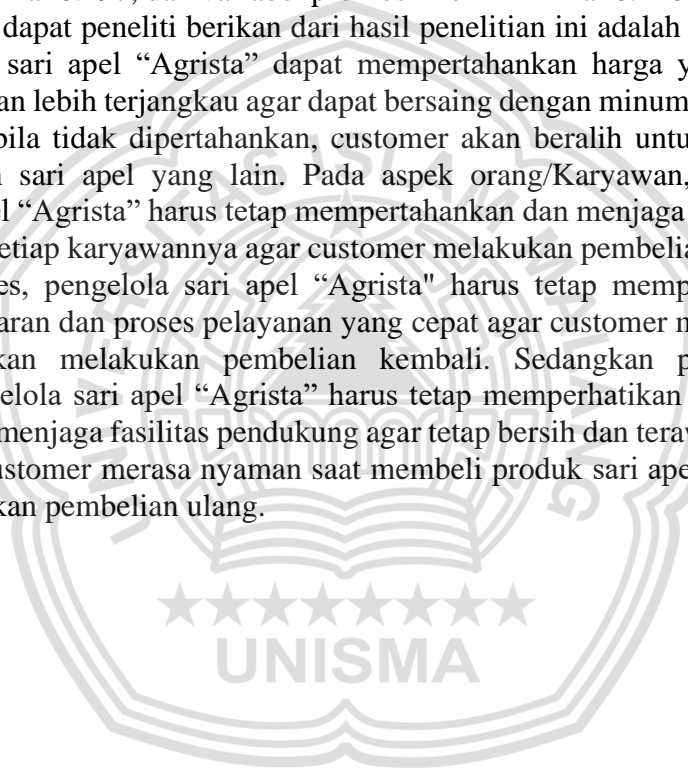 dapat peneliti berikan dari hasil penelitian ini adalah
sari apel “Agrista” dapat mempertahankan harga y
an lebih terjangkau agar dapat bersaing dengan minum
bila tidak dipertahankan, customer akan beralih untu
sari apel yang lain. Pada aspek orang/Karyawan,
el “Agrista” harus tetap mempertahankan dan menjaga
etiap karyawannya agar customer melakukan pembelia
es, pengelola sari apel “Agrista" harus tetap memp
aran dan proses pelayanan yang cepat agar customer m
kan melakukan pembelian kembali. Sedangkan p
elola sari apel “Agrista” harus tetap memperhatikan
menjaga fasilitas pendukung agar tetap bersih dan teraw
ustomer merasa nyaman saat membeli produk sari ape
kan pembelian ulang.
UNIVERSITAS ISLAM MALANG
UNISMA